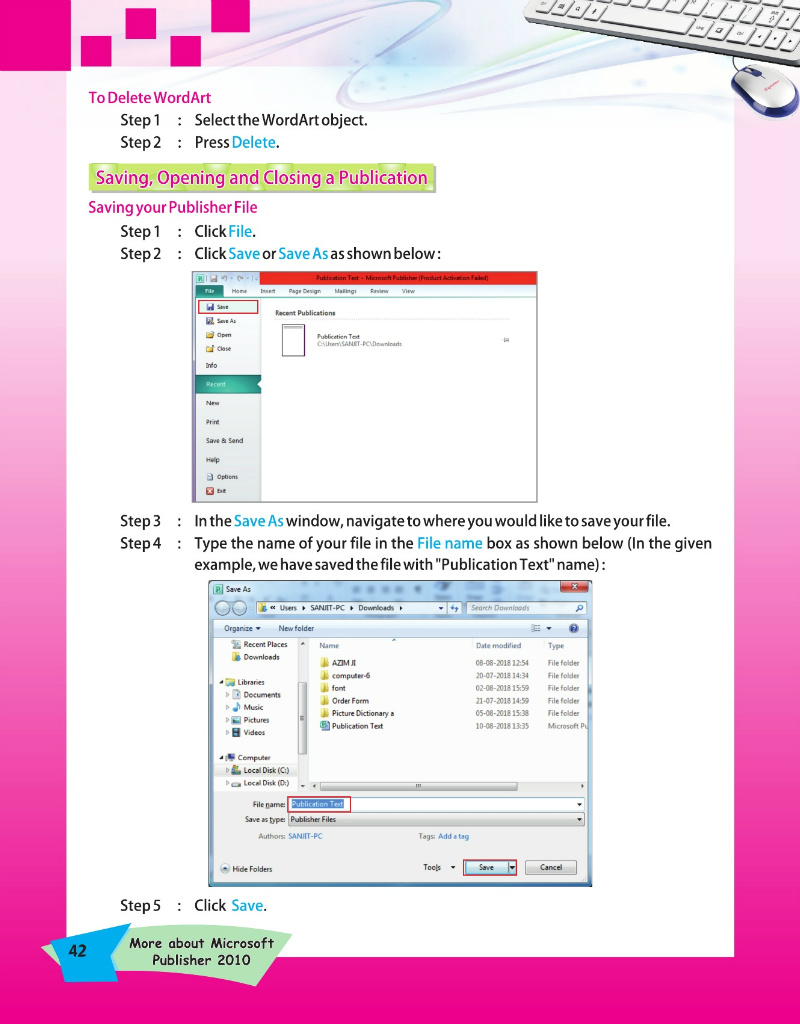 To Delete WordArt
Step 1 : Select the WordArt object.
Step 2 : Press Delete.
Saving, Opening and Closing a Publication
Saving your Publisher File
Step 1 : Click File.
Step 2 : Click Save or Save As as shown below :
Publication Text - Microsoft Publisher (Product Activation Failed)
File Home Insert Page Design Mailings Review View
Save
Save As
Open
Close
Info
Recent
New
Print
Save & Send
Help
Options
Exit
Recent Publications
Publication Text
C:\Users\SANJIT-PC\Downloads
Step 3 : In the Save As window, navigate to where you would like to save your file.
Step 4 : Type the name of your file in the File name box as shown below (In the given
example, we have saved the file with "Publication Text" name) :
Save As
« Users SANJIT-PC Downloads Search Downloads
Organize New folder
Recent Places
Downloads
Libraries
Documents
Music
Pictures
Videos
Computer
Local Disk (C:)
Local Disk (D:)
Name Date modified Type
AZIM JI 08-08-2018 12:54 File folder
computer-6 20-07-2018 14:34 File folder
font 02-08-2018 15:59 File folder
Order Form 21-07-2018 14:59 File folder
Picture Dictionary a 05-08-2018 15:38 File folder
Publication Text 10-08-2018 13:35 Microsoft Pu
File name: Publication Text
Save as type: Publisher Files
Authors: SANJIT-PC Tags: Add a tag
Hide Folders Tools Save Cancel
Step 5 : Click Save.
42 More about Microsoft
Publisher 2010